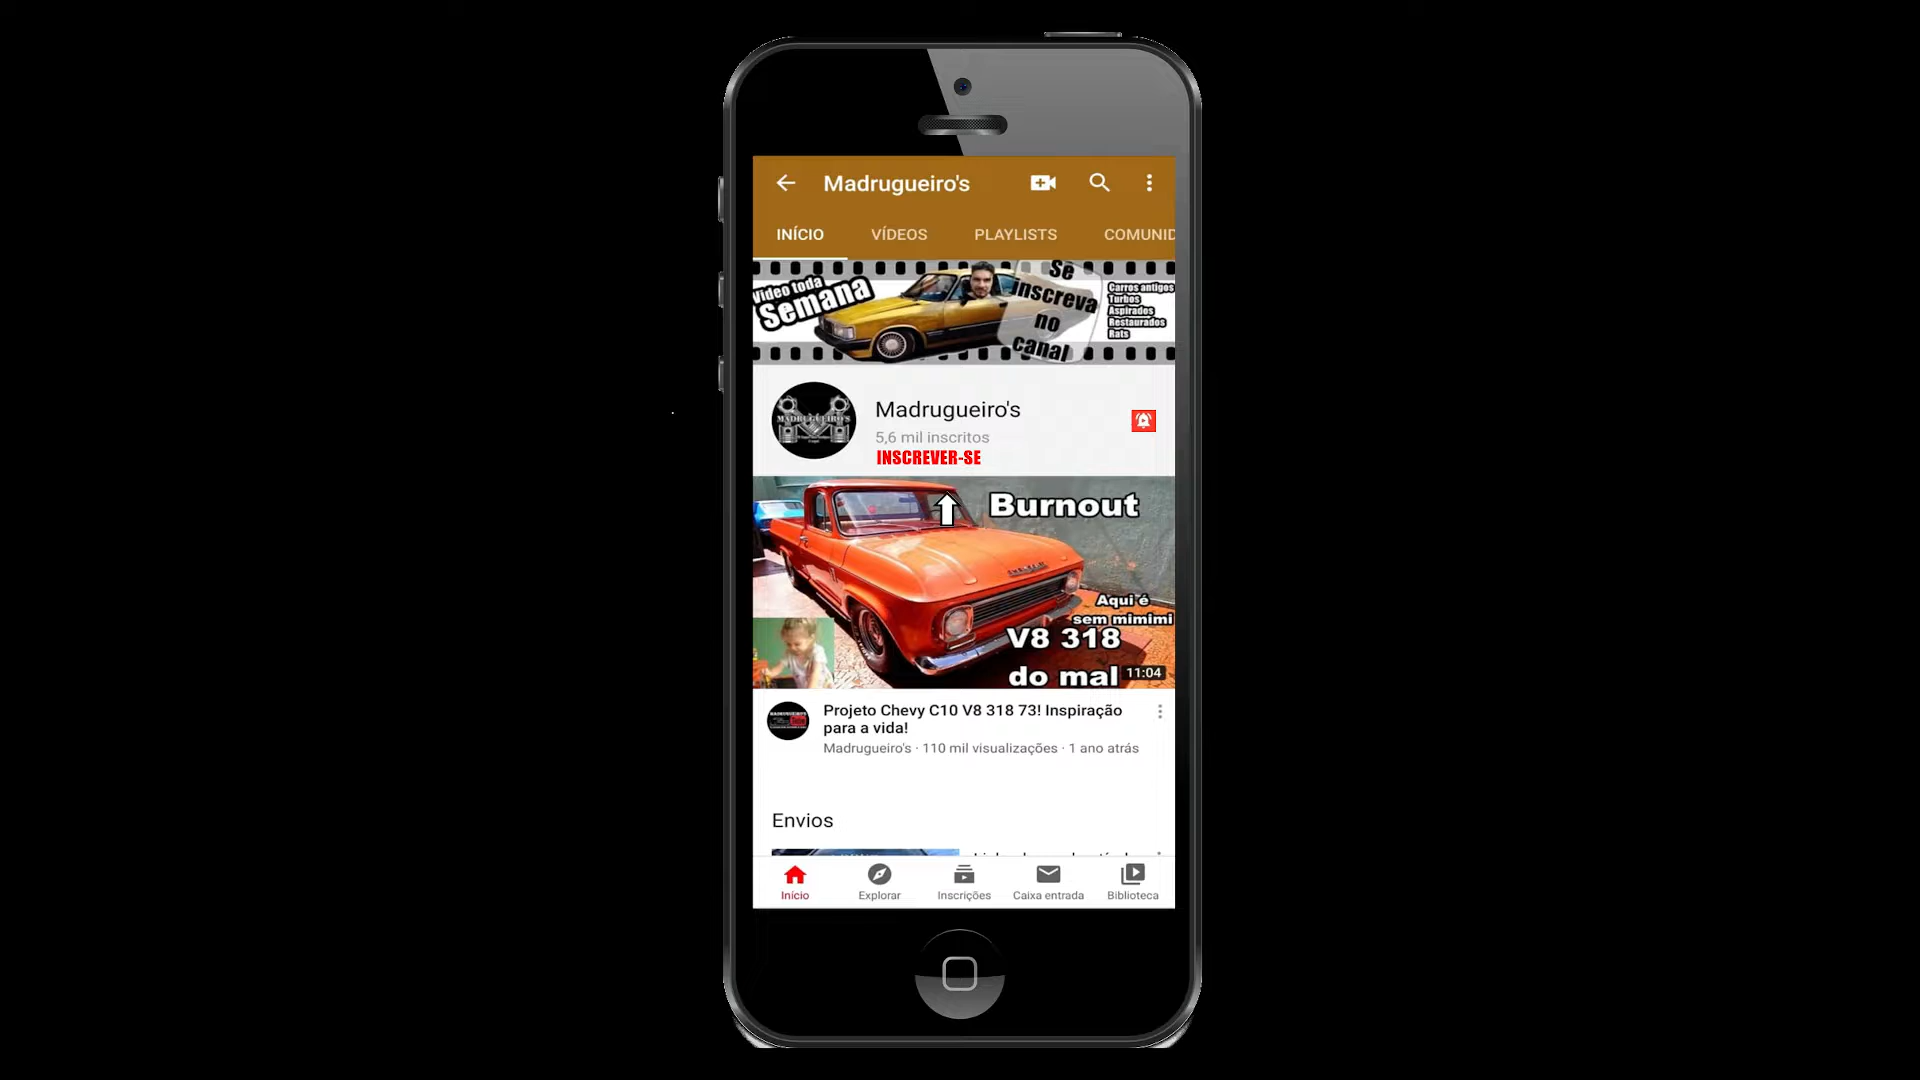 Madrugueiro's
INÍCIO VÍDEOS PLAYLISTS COMUNID
Vídeo toda
Semana
Se
inscreva
no
canal
Carros antigos
Turbos
Aspirados
Restaurados
Rats
MADRUGUEIRO'S
Madrugueiro's
5,6 mil inscritos
INSCREVER-SE
Burnout
Aqui é
sem mimimi
V8 318
do mal
11:04
Projeto Chevy C10 V8 318 73! Inspiração
para a vida!
Madrugueiro's · 110 mil visualizações · 1 ano atrás
Envios
Início Explorar Inscrições Caixa entrada Biblioteca